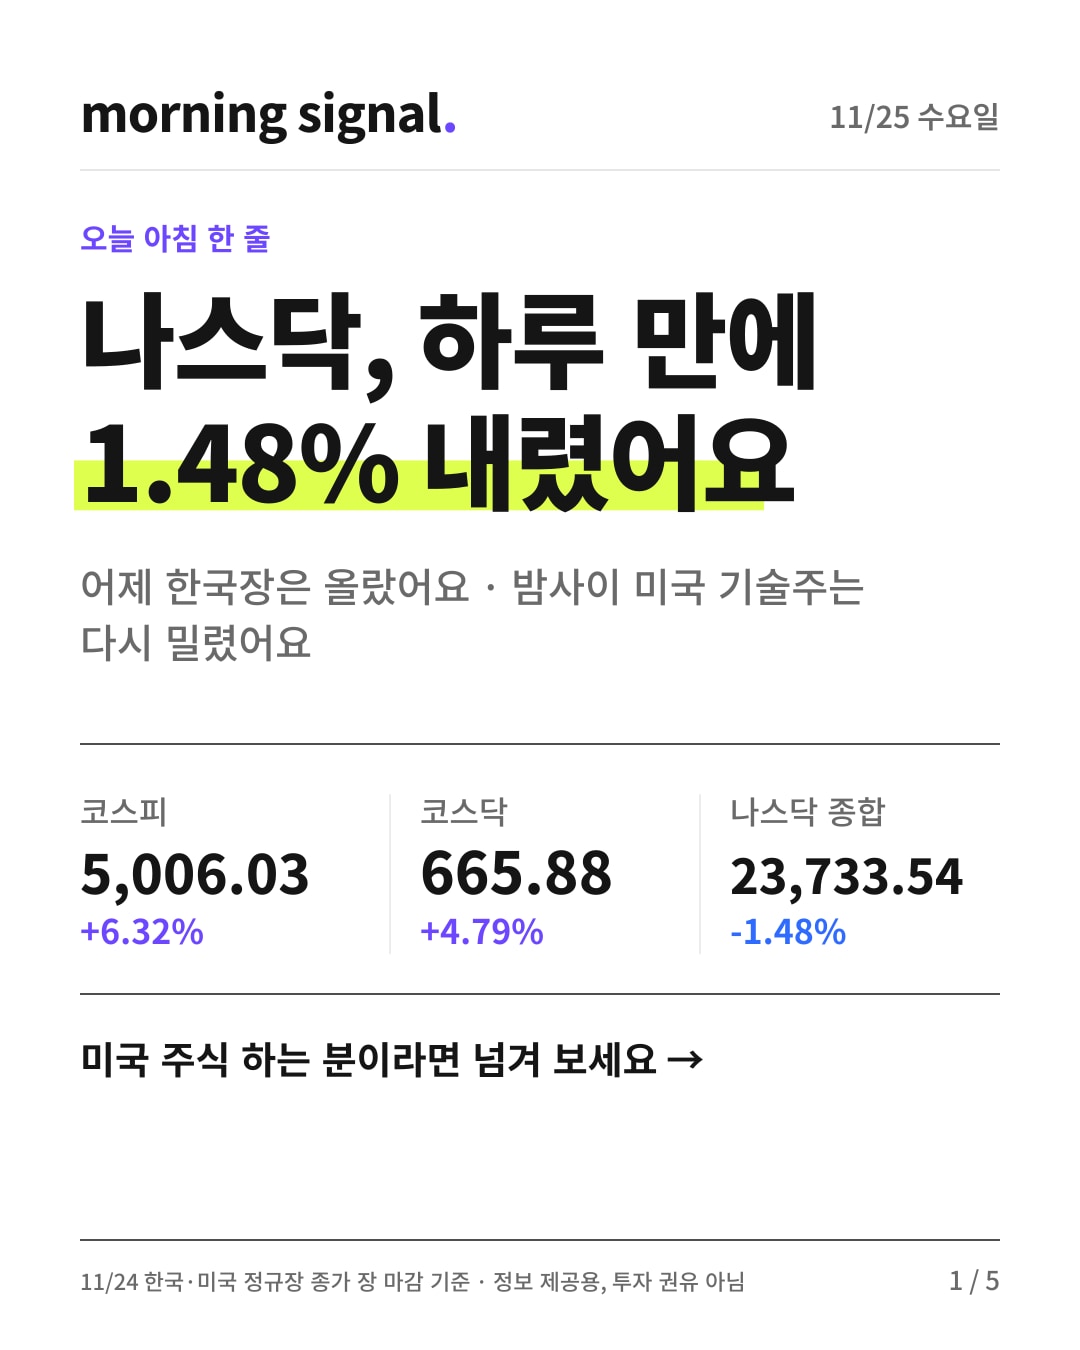 morning signal.
11/25 수요일
오늘 아침 한 줄
나스닥, 하루 만에
1.48% 내렸어요
어제 한국장은 올랐어요 · 밤사이 미국 기술주는
다시 밀렸어요
코스피
5,006.03
+6.32%
코스닥
665.88
+4.79%
나스닥 종합
23,733.54
-1.48%
미국 주식 하는 분이라면 넘겨 보세요 →
11/24 한국·미국 정규장 종가 장 마감 기준 · 정보 제공용, 투자 권유 아님
1 / 5